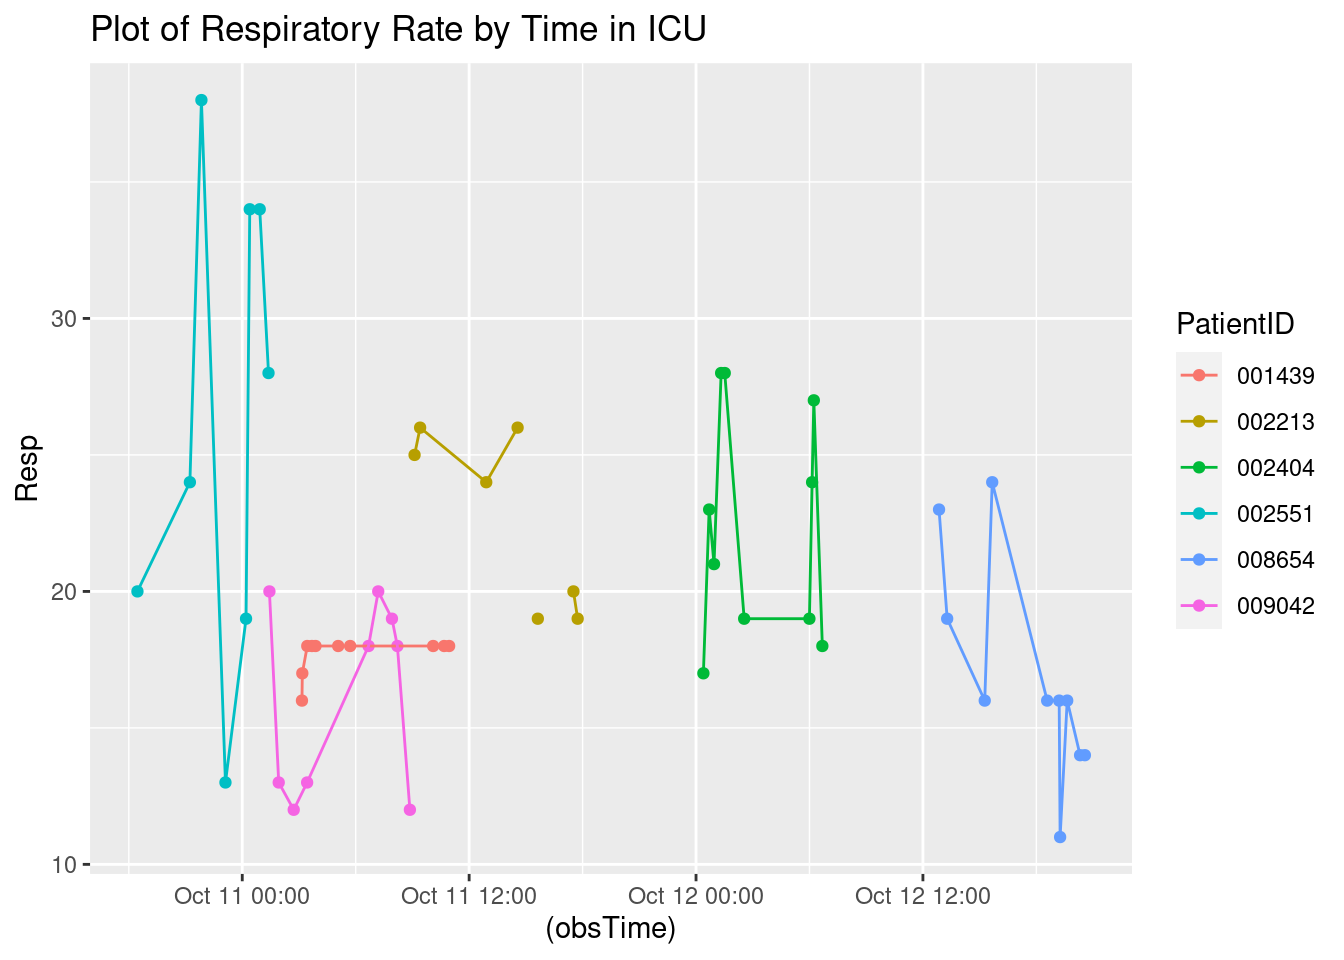 Plot of Respiratory Rate by Time in ICU
Resp
30
20
10
Oct 11 00:00
Oct 11 12:00
Oct 12 00:00
Oct 12 12:00
(obsTime)
PatientID
001439
002213
002404
002551
008654
009042